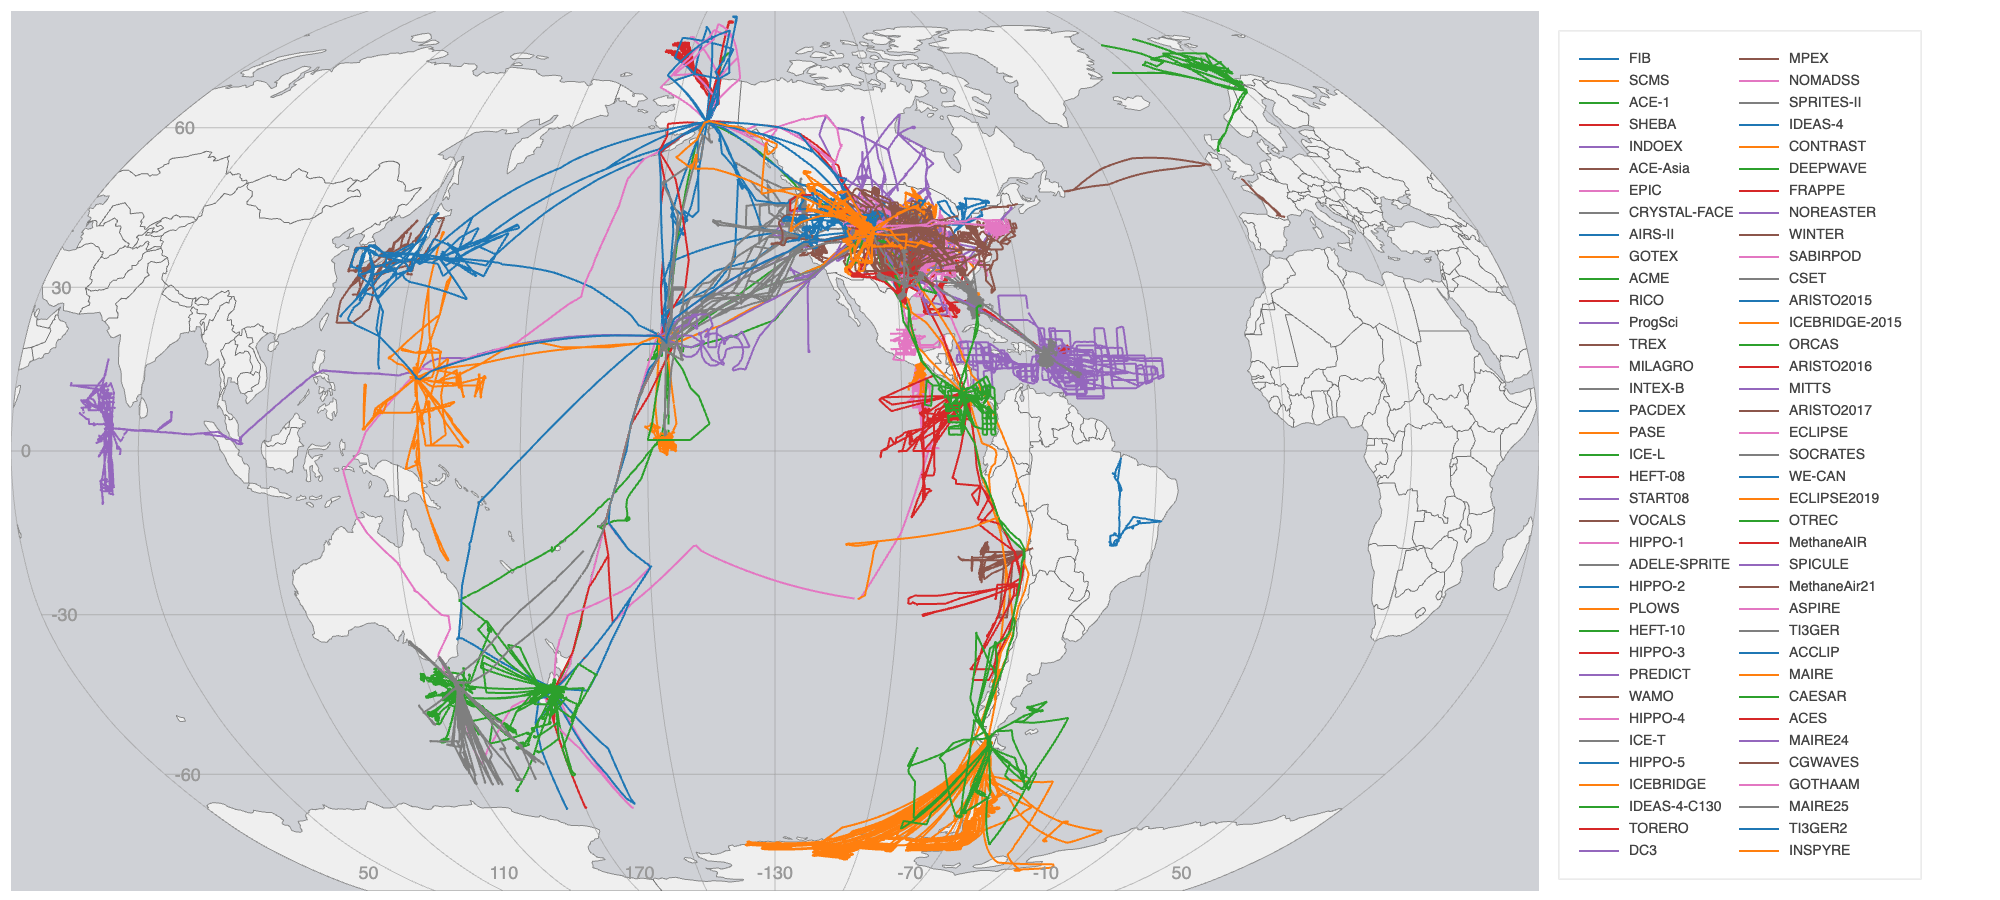 60
30
0
-30
-60
50 110 170 -130 -70 -10 50
FIB
SCMS
ACE-1
SHEBA
INDOEX
ACE-Asia
EPIC
CRYSTAL-FACE
AIRS-II
GOTEX
ACME
RICO
ProgSci
TREX
MILAGRO
INTEX-B
PACDEX
PASE
ICE-L
HEFT-08
START08
VOCALS
HIPPO-1
ADELE-SPRITE
HIPPO-2
PLOWS
HEFT-10
HIPPO-3
PREDICT
WAMO
HIPPO-4
ICE-T
HIPPO-5
ICEBRIDGE
IDEAS-4-C130
TORERO
DC3
MPEX
NOMADSS
SPRITES-II
IDEAS-4
CONTRAST
DEEPWAVE
FRAPPE
NOREASTER
WINTER
SABIRPOD
CSET
ARISTO2015
ICEBRIDGE-2015
ORCAS
ARISTO2016
MITTS
ARISTO2017
ECLIPSE
SOCRATES
WE-CAN
ECLIPSE2019
OTREC
MethaneAIR
SPICULE
MethaneAir21
ASPIRE
TI3GER
ACCLIP
MAIRE
CAESAR
ACES
MAIRE24
CGWAVES
GOTHAAM
MAIRE25
TI3GER2
INSPYRE